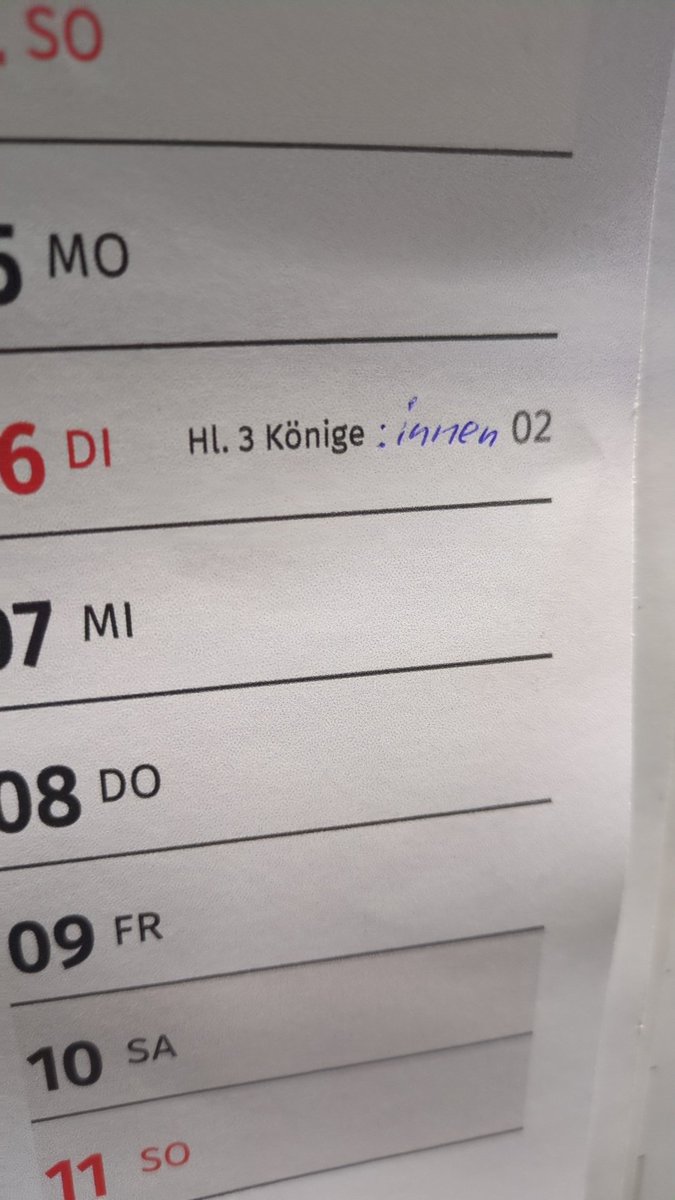 . SO
5 MO
6 DI Hl. 3 Könige :innen 02
07 MI
08 DO
09 FR
10 SA
11 SO